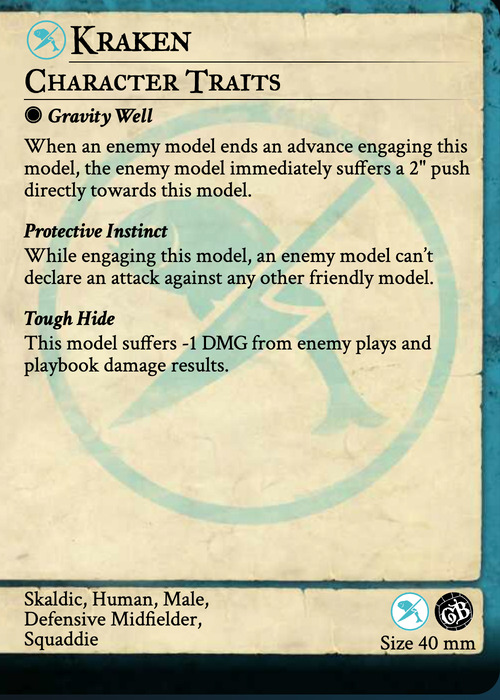 Kraken
Character Traits
Gravity Well
When an enemy model ends an advance engaging this
model, the enemy model immediately suffers a 2" push
directly towards this model.
Protective Instinct
While engaging this model, an enemy model can't
declare an attack against any other friendly model.
Tough Hide
This model suffers -1 DMG from enemy plays and
playbook damage results.
Skaldic, Human, Male,
Defensive Midfielder,
Squaddie
GB
Size 40 mm